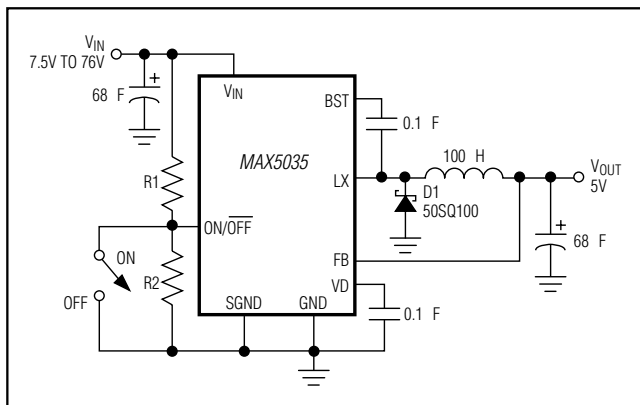 VIN
7.5V TO 76V
68 F
+
R1
ON
OFF
R2
VIN
MAX5035
ON/OFF
SGND
GND
BST
LX
FB
VD
0.1 F
100 H
D1
50SQ100
0.1 F
VOUT
5V
+
68 F